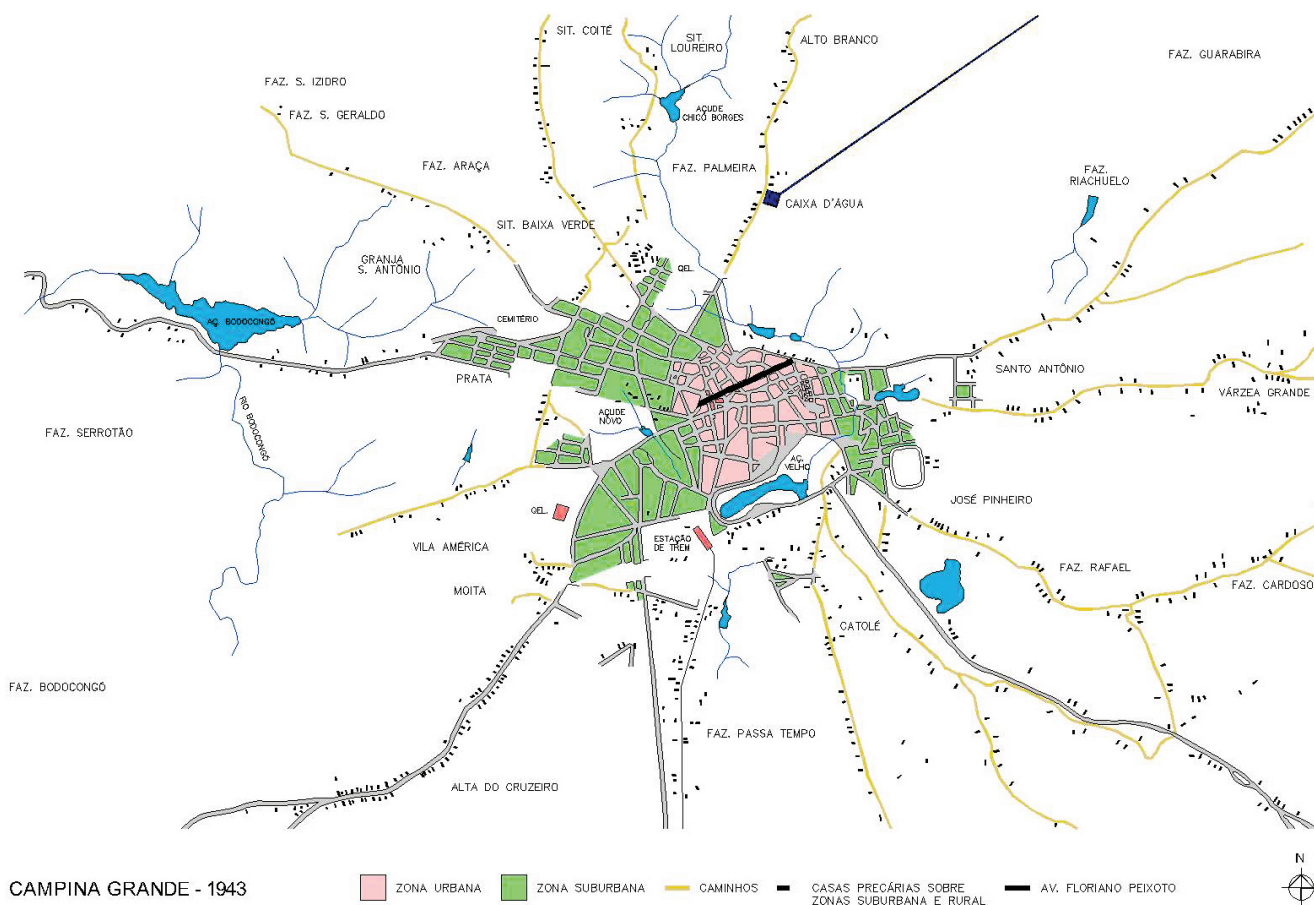 SIT. COITÉ
SIT.
LOUREIRO
ALTO BRANCO
FAZ. GUARABIRA
FAZ. S. IZIDRO
FAZ. S. GERALDO
AÇUDE
CHICO BORGES
FAZ. ARAÇA
FAZ. PALMEIRA
FAZ.
RIACHUELO
CAIXA D'ÁGUA
SIT. BAIXA VERDE
GRANJA
S. ANTÔNIO
QEL.
CEMITÉRIO
AÇ. BODOCONGÓ
PRATA
SANTO ANTÔNIO
VÁRZEA GRANDE
RIO BODOCONGÓ
AÇUDE
NOVO
FAZ. SERROTÃO
AÇ.
VELHO
JOSÉ PINHEIRO
QEL.
ESTAÇÃO
DE TREM
VILA AMÉRICA
FAZ. RAFAEL
FAZ. CARDOSO
MOITA
CATOLÉ
FAZ. BODOCONGÓ
FAZ. PASSA TEMPO
ALTA DO CRUZEIRO
N
CAMPINA GRANDE - 1943
ZONA URBANA
ZONA SUBURBANA
CAMINHOS
CASAS PRECÁRIAS SOBRE
ZONAS SUBURBANA E RURAL
AV. FLORIANO PEIXOTO